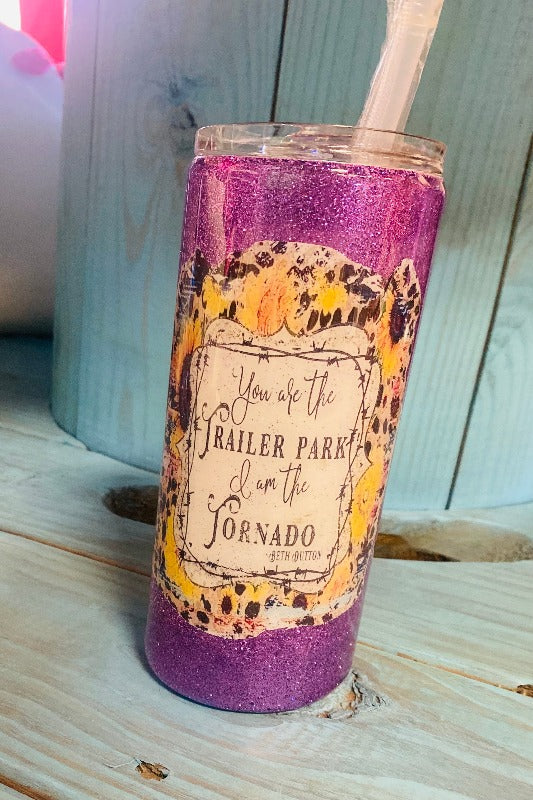 You are the
TRAILER PARK
I am the
TORNADO
-BETH DUTTON